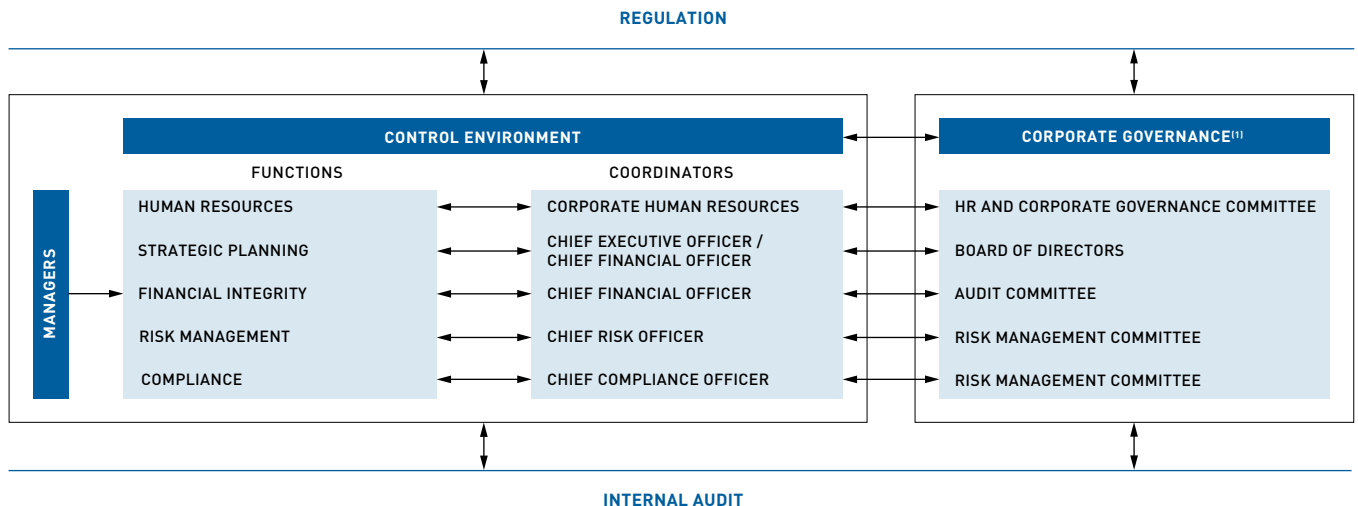 REGULATION
CONTROL ENVIRONMENT
CORPORATE GOVERNANCE(1)
FUNCTIONS
COORDINATORS
MANAGERS
HUMAN RESOURCES
CORPORATE HUMAN RESOURCES
HR AND CORPORATE GOVERNANCE COMMITTEE
STRATEGIC PLANNING
CHIEF EXECUTIVE OFFICER /
CHIEF FINANCIAL OFFICER
BOARD OF DIRECTORS
FINANCIAL INTEGRITY
CHIEF FINANCIAL OFFICER
AUDIT COMMITTEE
RISK MANAGEMENT
CHIEF RISK OFFICER
RISK MANAGEMENT COMMITTEE
COMPLIANCE
CHIEF COMPLIANCE OFFICER
RISK MANAGEMENT COMMITTEE
INTERNAL AUDIT